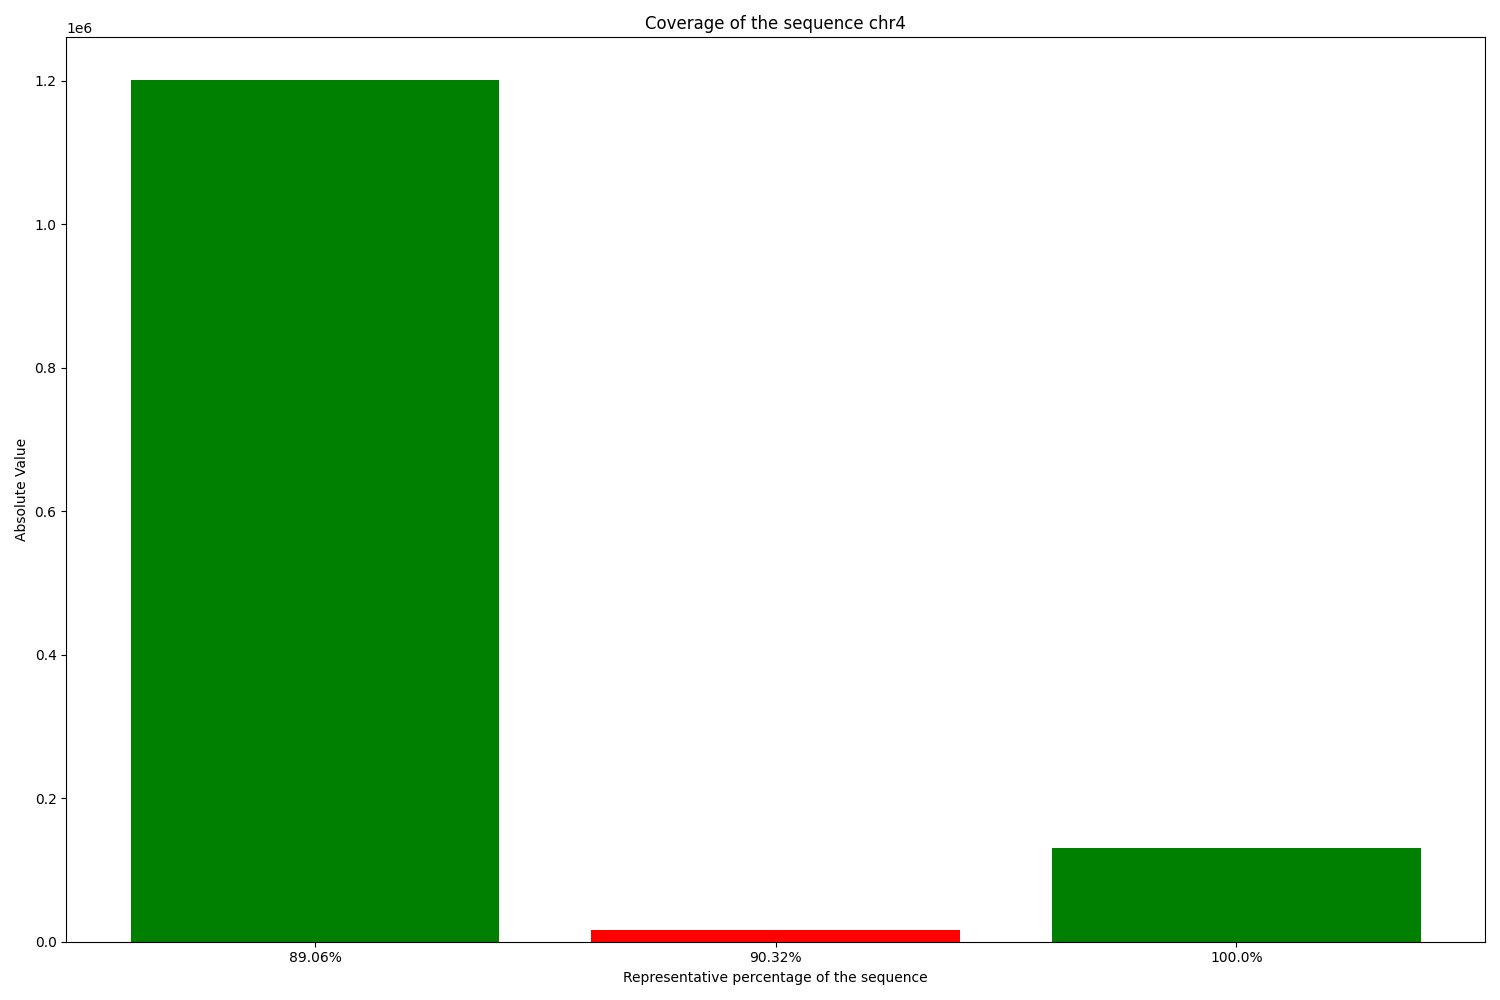 Coverage of the sequence chr4
1e6
1.2
1.0
0.8
0.6
0.4
0.2
0.0
Absolute Value
89.06%
90.32%
100.0%
Representative percentage of the sequence